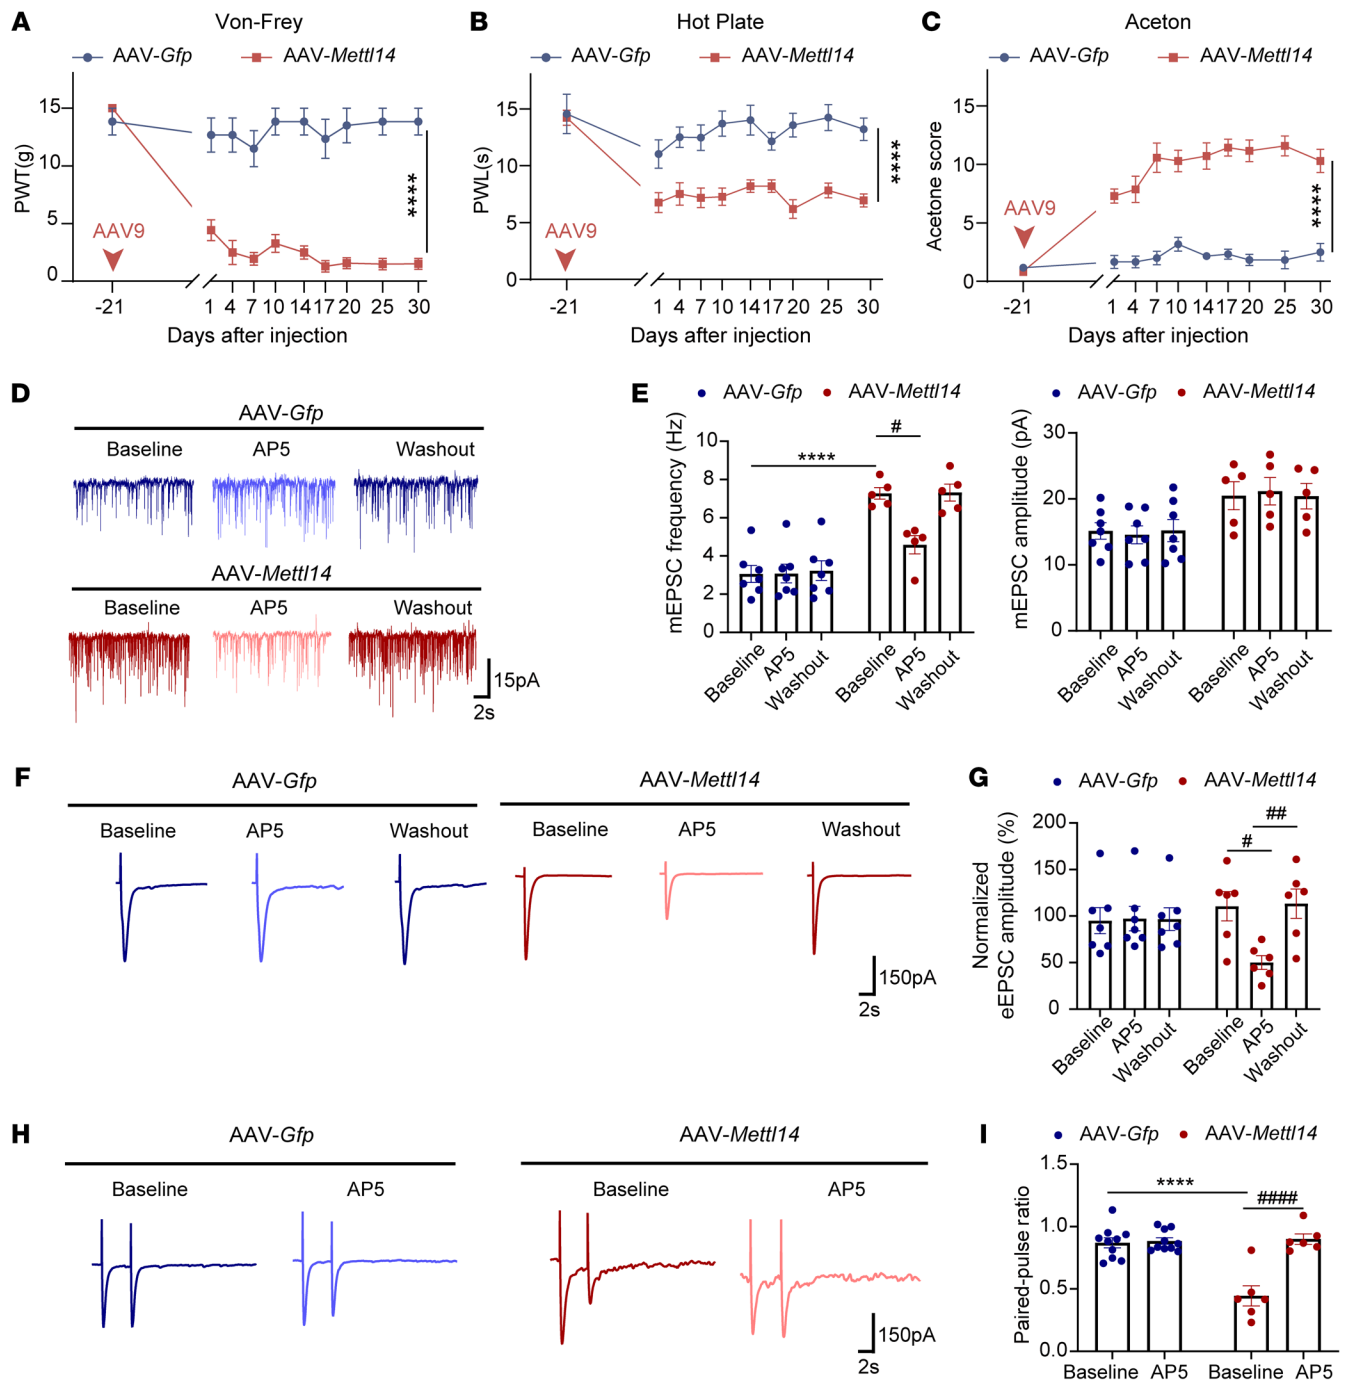 A Von-Frey
AAV-Gfp AAV-Mettl14
PWT(g)
15
10
5
0
AAV9
****
-21 1 4 7 10 14 17 20 25 30
Days after injection
B Hot Plate
AAV-Gfp AAV-Mettl14
PWL(s)
15
10
5
0
AAV9
****
-21 1 4 7 10 14 17 20 25 30
Days after injection
C Aceton
AAV-Gfp AAV-Mettl14
Acetone score
15
10
5
0
AAV9
****
-21 1 4 7 10 14 17 20 25 30
Days after injection
D
AAV-Gfp
Baseline AP5 Washout
AAV-Mettl14
Baseline AP5 Washout
15pA
2s
E
AAV-Gfp AAV-Mettl14
mEPSC frequency (Hz)
10
8
6
4
2
0
****
#
Baseline AP5 Washout Baseline AP5 Washout
AAV-Gfp AAV-Mettl14
mEPSC amplitude (pA)
30
20
10
0
Baseline AP5 Washout Baseline AP5 Washout
F
AAV-Gfp AAV-Mettl14
Baseline AP5 Washout Baseline AP5 Washout
150pA
2s
G
AAV-Gfp AAV-Mettl14
Normalized
eEPSC amplitude (%)
200
150
100
50
0
#
##
Baseline AP5 Washout Baseline AP5 Washout
H
AAV-Gfp AAV-Mettl14
Baseline AP5 Baseline AP5
150pA
2s
I
AAV-Gfp AAV-Mettl14
Paired-pulse ratio
1.5
1.0
0.5
0.0
****
####
Baseline AP5 Baseline AP5